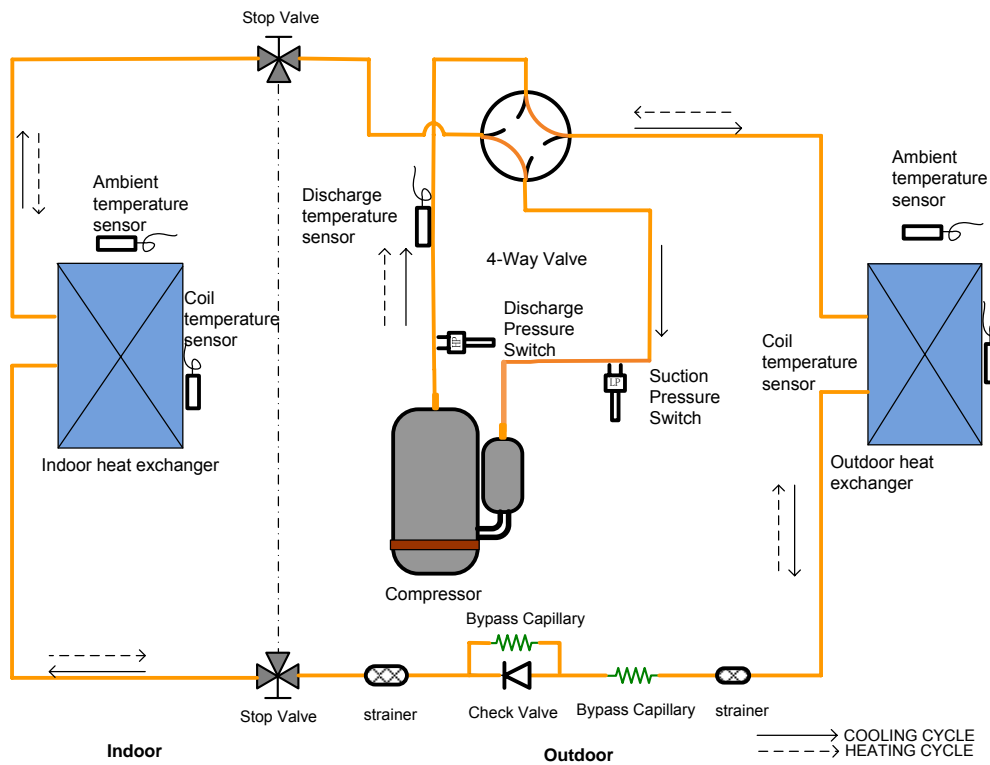 Stop Valve
Ambient
temperature
sensor
Discharge
temperature
sensor
Ambient
temperature
sensor
4-Way Valve
Coil
temperature
sensor
Discharge
Pressure
Switch
HP
Coil
temperature
sensor
Suction
Pressure
Switch
LP
Indoor heat exchanger
Outdoor heat
exchanger
Compressor
Bypass Capillary
Stop Valve
strainer
Check Valve
Bypass Capillary
strainer
Indoor
Outdoor
COOLING CYCLE
HEATING CYCLE